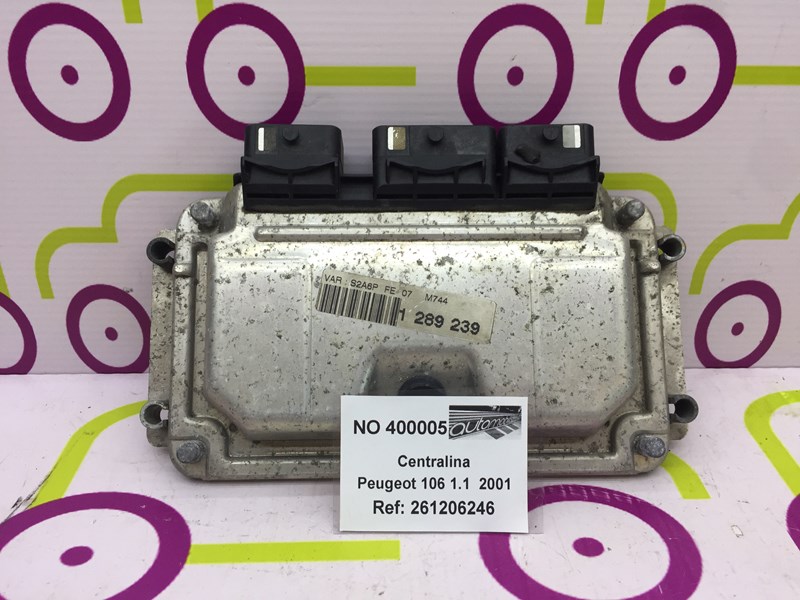 VAR S2A6P FE 07 M744
1 289 239
NO 400005
Centralina
Peugeot 106 1.1 2001
Ref: 261206246